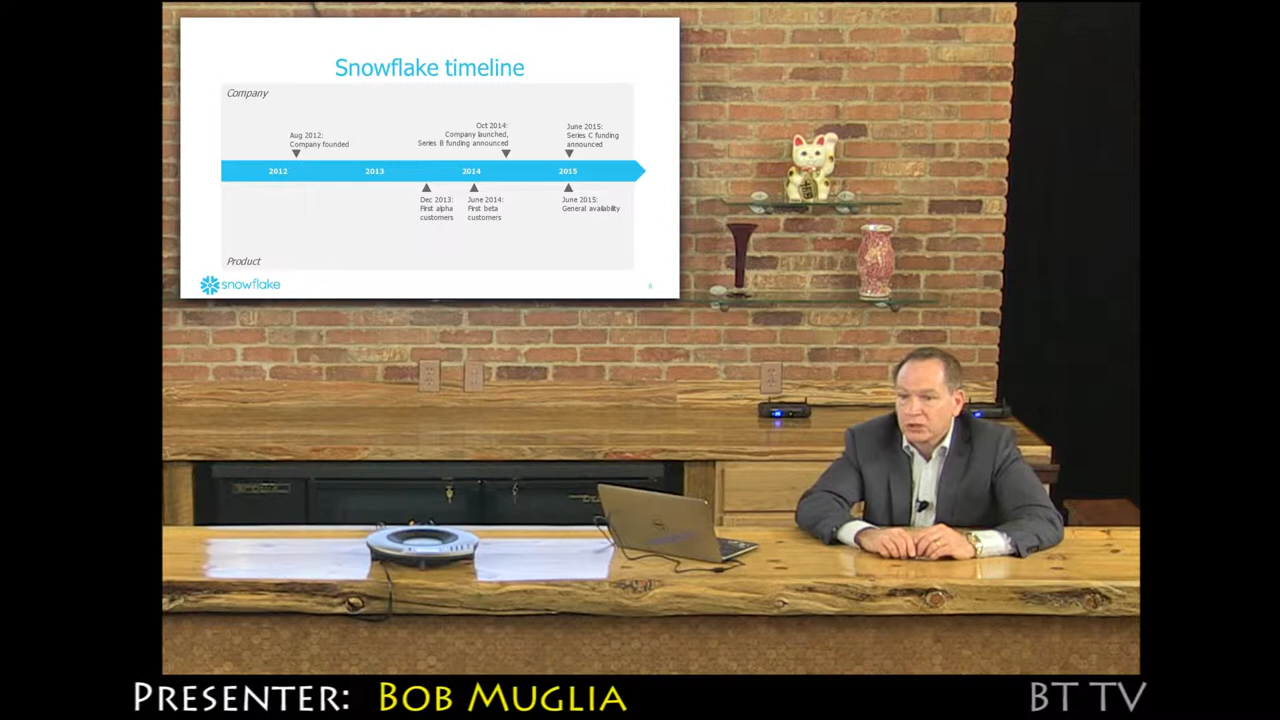 Snowflake timeline
Company
Aug 2012:
Company founded
Oct 2014:
Company launched,
Series B funding announced
June 2015:
Series C funding
announced
2012 2013 2014 2015
Dec 2013:
First alpha
customers
June 2014:
First beta
customers
June 2015:
General availability
Product
snowflake
6
PRESENTER: BOB MUGLIA
BT TV